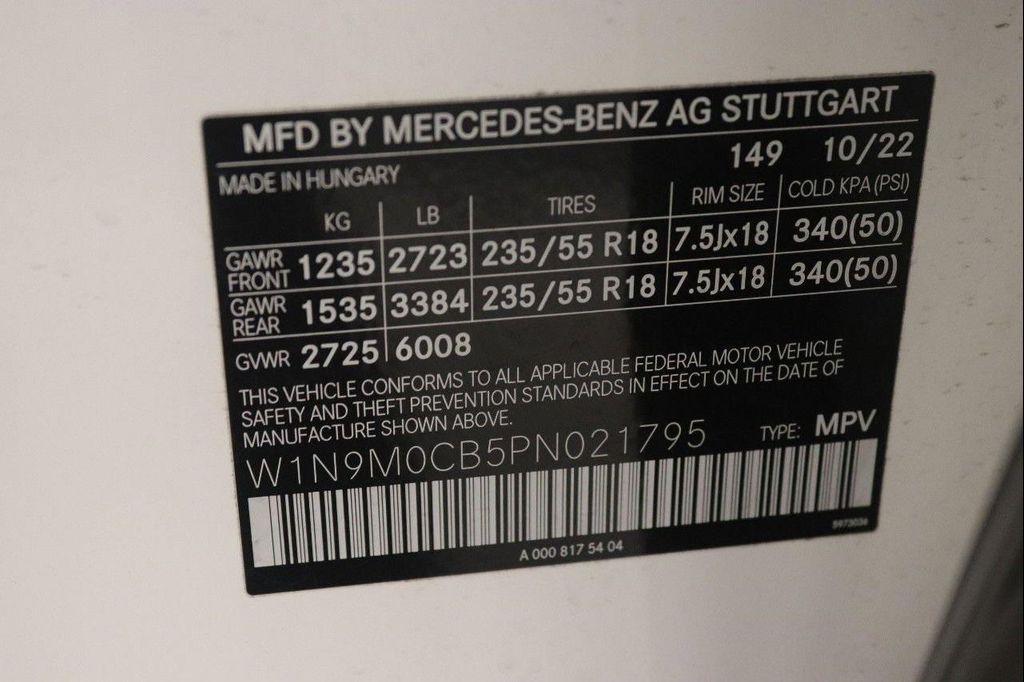 MFD BY MERCEDES-BENZ AG STUTTGART
MADE IN HUNGARY 149 10/22
KG LB TIRES RIM SIZE COLD KPA (PSI)
GAWR FRONT 1235 2723 235/55 R18 7.5Jx18 340(50)
GAWR REAR 1535 3384 235/55 R18 7.5Jx18 340(50)
GVWR 2725 6008
THIS VEHICLE CONFORMS TO ALL APPLICABLE FEDERAL MOTOR VEHICLE
SAFETY AND THEFT PREVENTION STANDARDS IN EFFECT ON THE DATE OF
MANUFACTURE SHOWN ABOVE.
W1N9M0CB5PN021795 TYPE: MPV
5973036
A 000 817 54 04